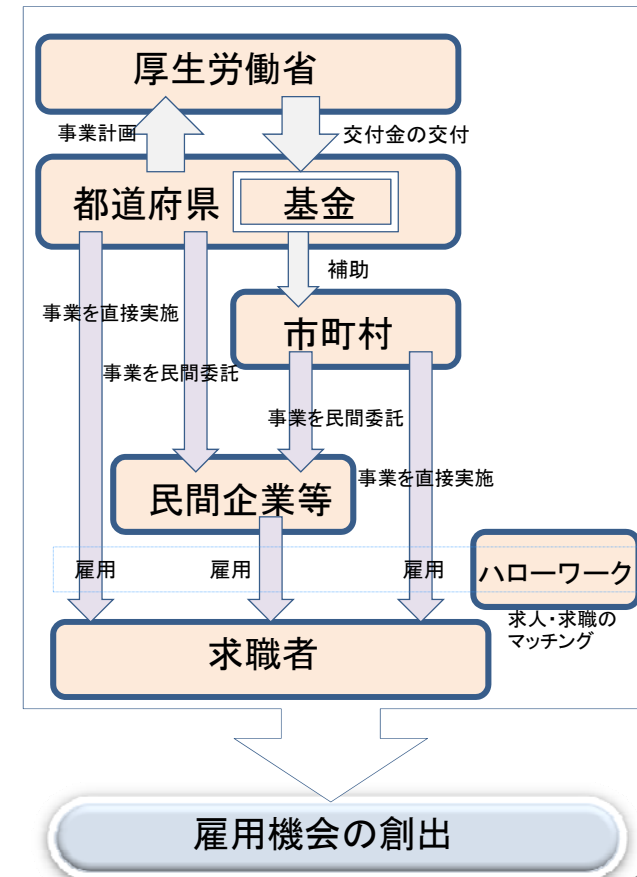 厚生労働省
事業計画
交付金の交付
都道府県
基金
補助
事業を直接実施
市町村
事業を民間委託
事業を民間委託
事業を直接実施
民間企業等
雇用
雇用
雇用
ハローワーク
求人・求職の
マッチング
求職者
雇用機会の創出